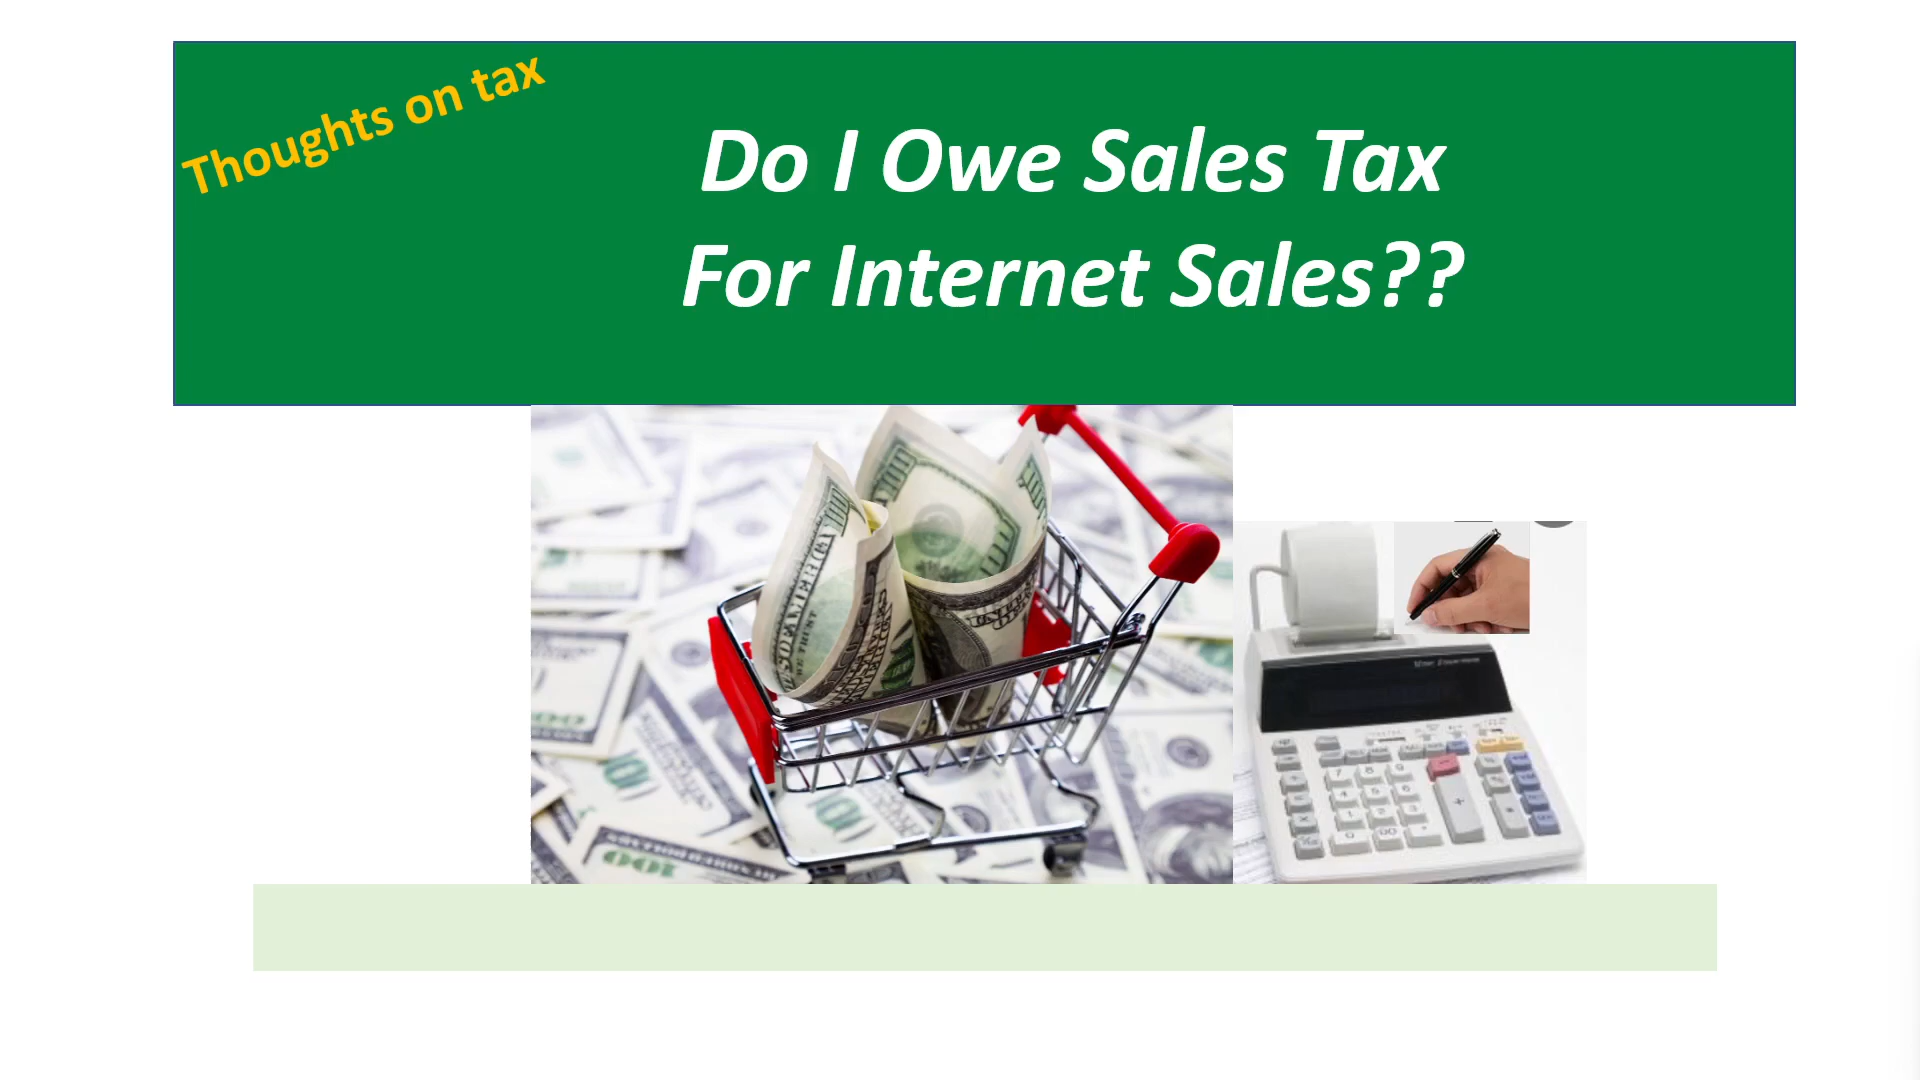 Thoughts on tax
Do I Owe Sales Tax
For Internet Sales??